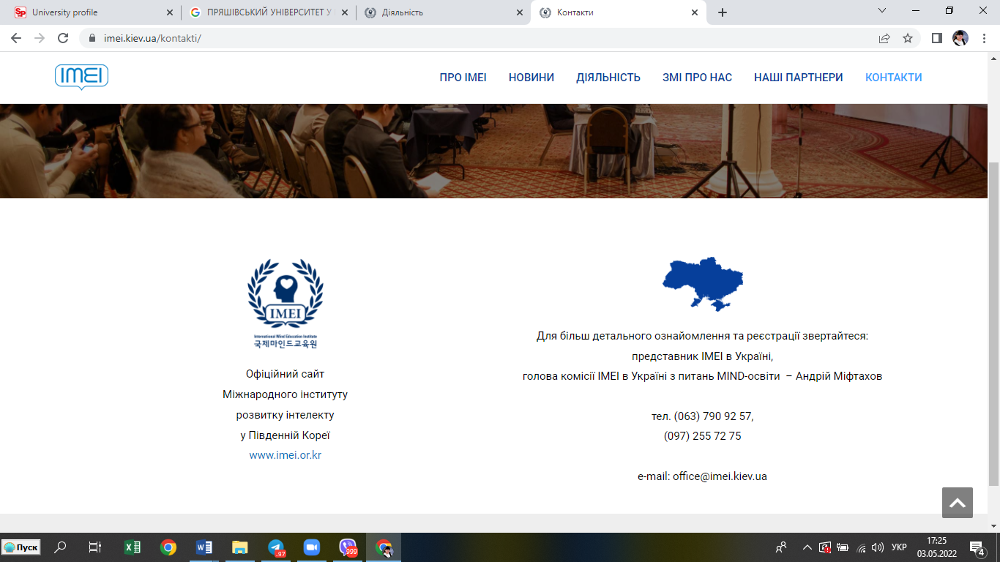 University profile
ПРЯШІВСЬКИЙ УНІВЕРСИТЕТ У
Діяльність
Контакти
imei.kiev.ua/kontakti/
IMEI
ПРО ІМЕІ
НОВИНИ
ДІЯЛЬНІСТЬ
ЗМІ ПРО НАС
НАШІ ПАРТНЕРИ
КОНТАКТИ
IMEI
International Mind Education Institute
국제마인드교육원
Офіційний сайт
Міжнародного інституту
розвитку інтелекту
у Південній Кореї
www.imei.or.kr
Для більш детального ознайомлення та реєстрації звертайтеся:
представник IMEI в Україні,
голова комісії IMEI в Україні з питань MIND-освіти – Андрій Міфтахов
тел. (063) 790 92 57,
(097) 255 72 75
e-mail: office@imei.kiev.ua
Пуск
97
999
УКР
17:25
03.05.2022
4